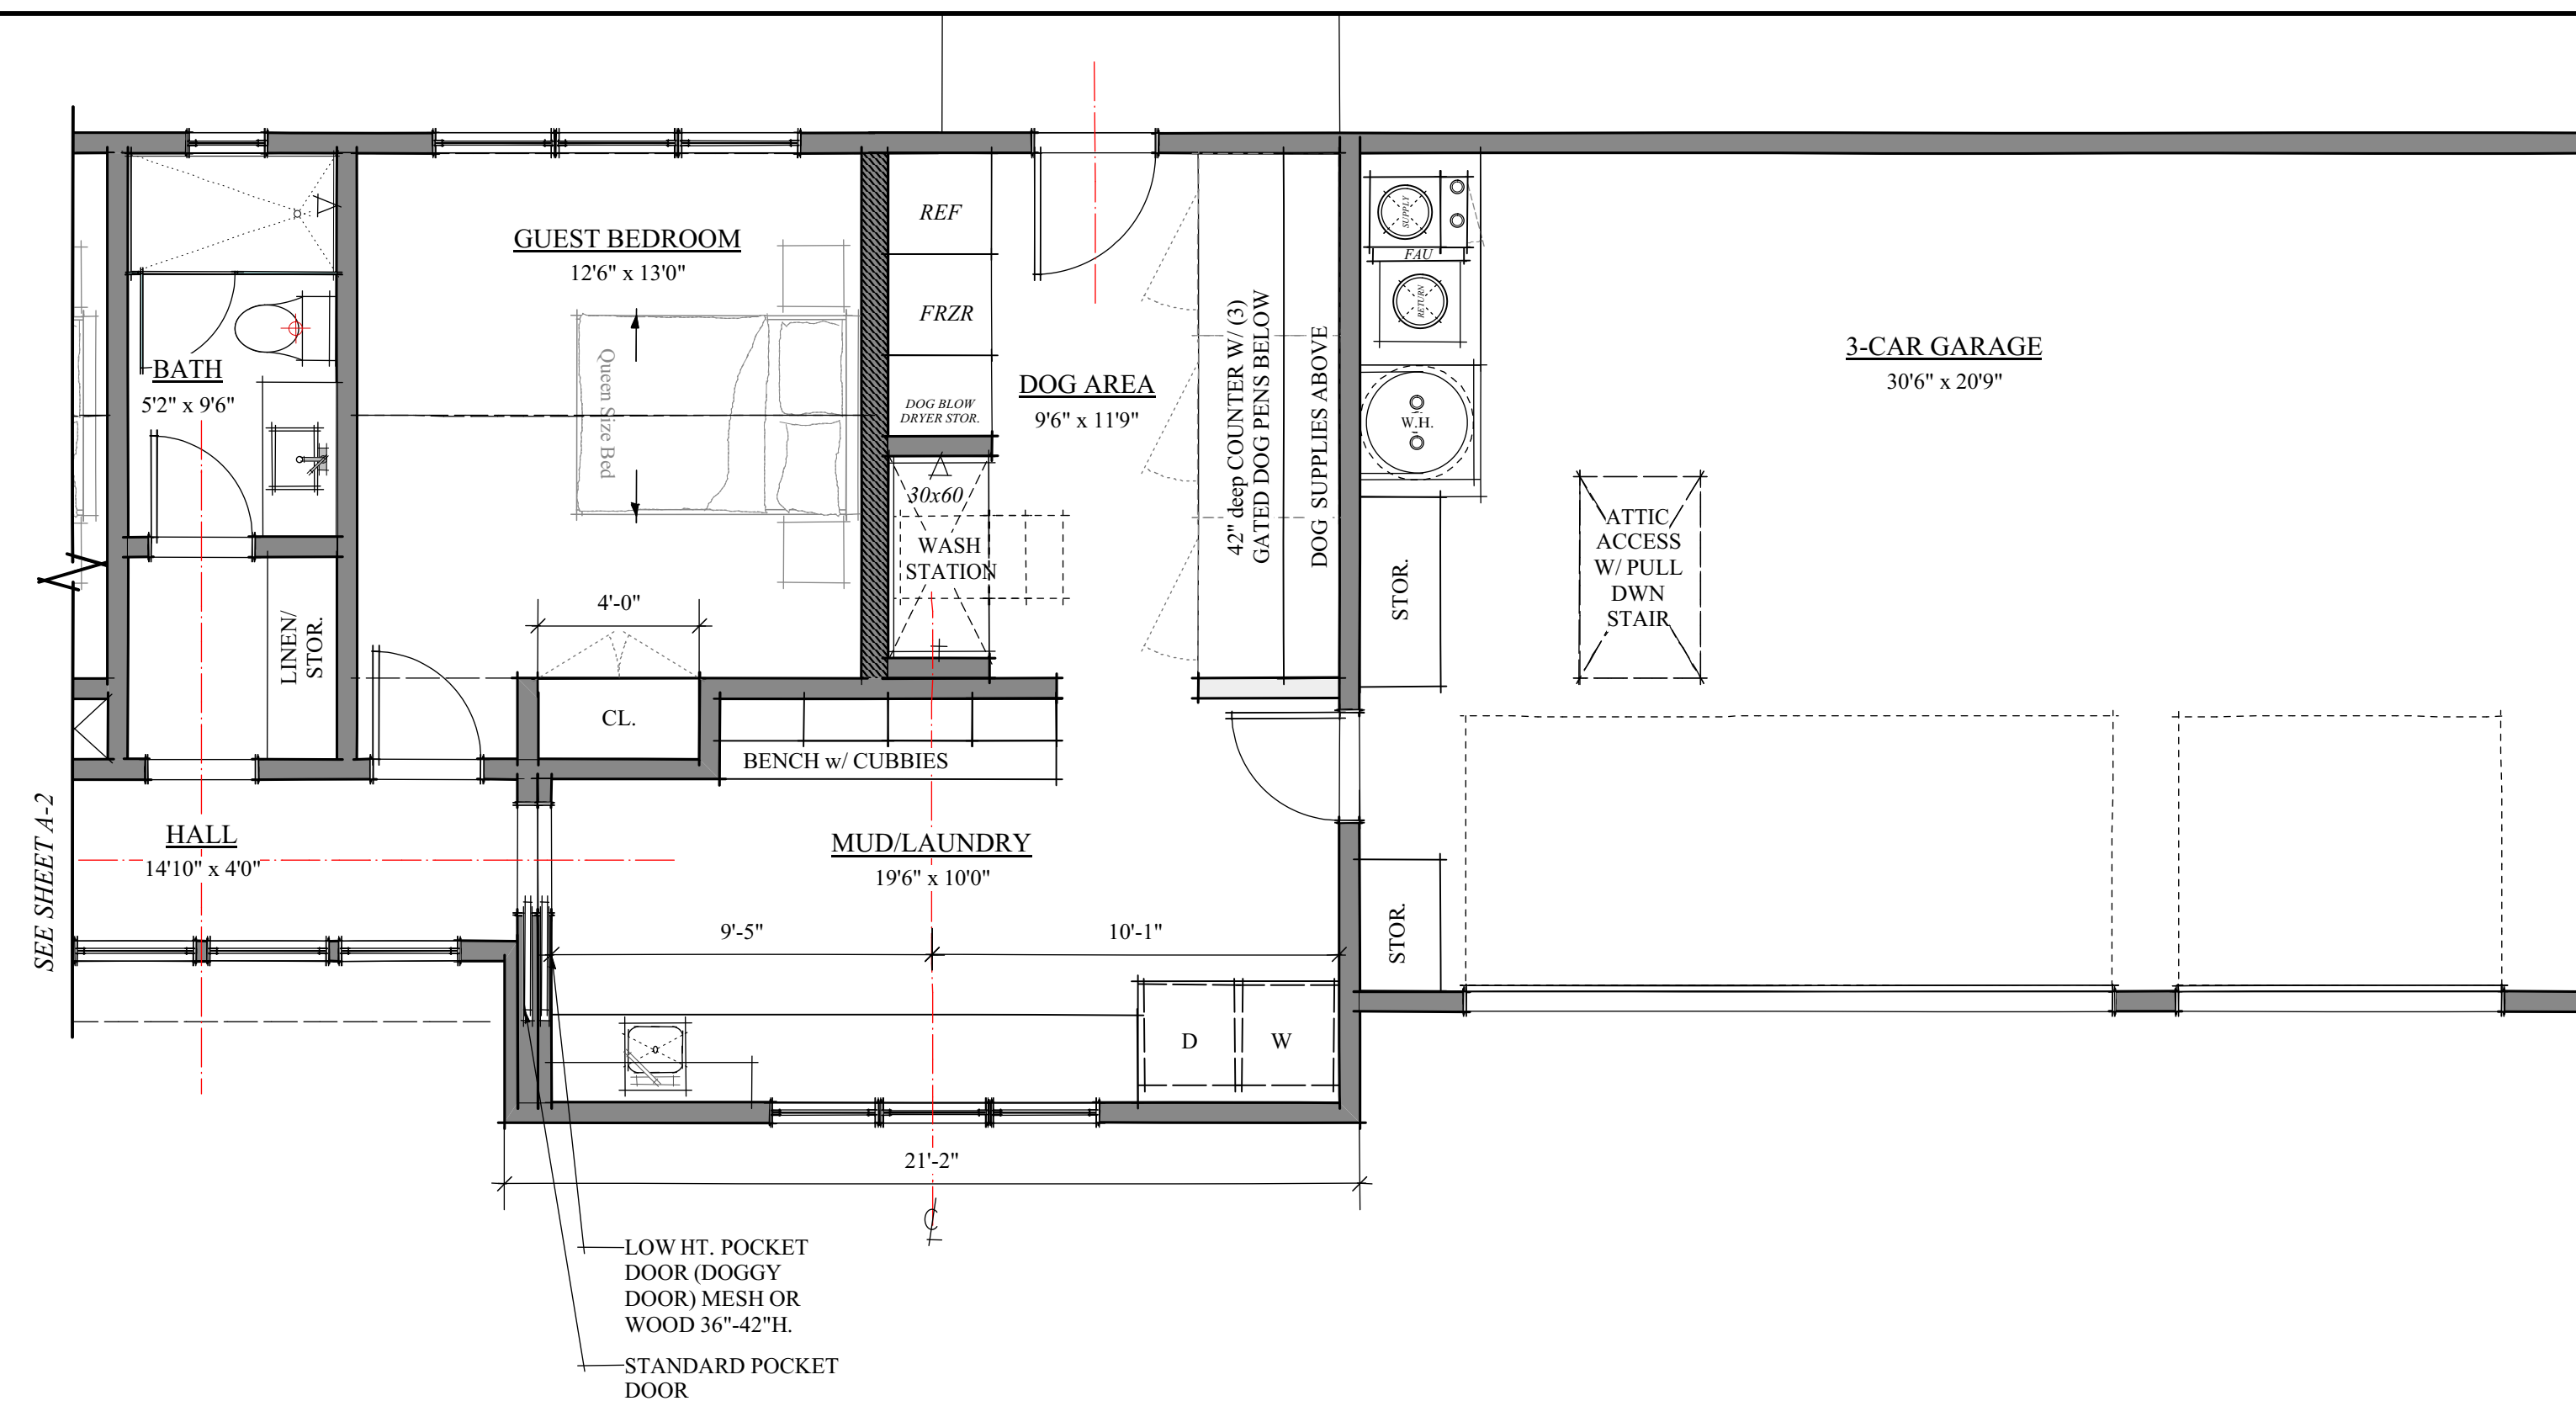 GUEST BEDROOM
12'6" x 13'0"
Queen Size Bed
4'-0"
CL.
BATH
5'2" x 9'6"
LINEN/
STOR.
HALL
14'10" x 4'0"
SEE SHEET A-2
REF
FRZR
DOG BLOW
DRYER STOR.
30x60
WASH
STATION
DOG AREA
9'6" x 11'9"
42" deep COUNTER W/ (3)
GATED DOG PENS BELOW
DOG SUPPLIES ABOVE
BENCH w/ CUBBIES
MUD/LAUNDRY
19'6" x 10'0"
9'-5"
10'-1"
D
W
21'-2"
LOW HT. POCKET
DOOR (DOGGY
DOOR) MESH OR
WOOD 36"-42"H.
STANDARD POCKET
DOOR
SUPPLY
FAU
RETURN
W.H.
STOR.
STOR.
3-CAR GARAGE
30'6" x 20'9"
ATTIC
ACCESS
W/ PULL
DWN
STAIR